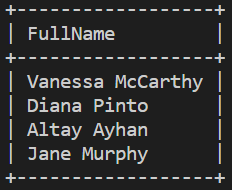 +------------------+
| FullName         |
+------------------+
| Vanessa McCarthy |
| Diana Pinto      |
| Altay Ayhan      |
| Jane Murphy      |
+------------------+